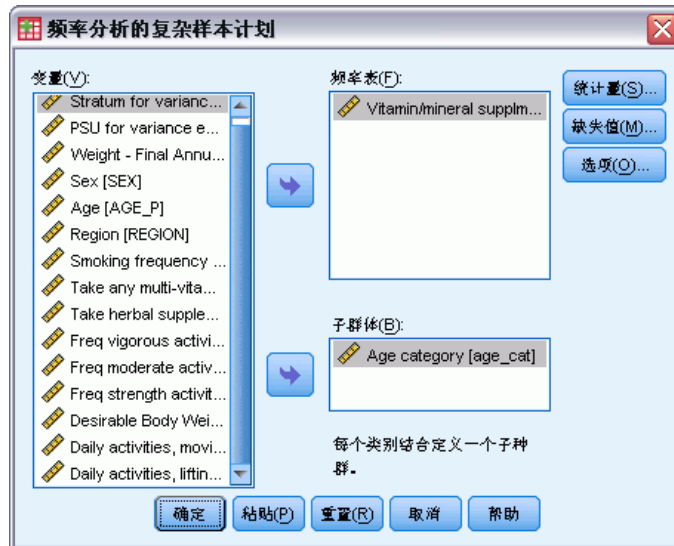 频率分析的复杂样本计划
变量(V):
Stratum for varianc...
PSU for variance e...
Weight - Final Annu...
Sex [SEX]
Age [AGE_P]
Region [REGION]
Smoking frequency ...
Take any multi-vita...
Take herbal supple...
Freq vigorous activi...
Freq moderate activ...
Freq strength activit...
Desirable Body Wei...
Daily activities, movi...
Daily activities, liftin...
频率表(F):
Vitamin/mineral supplm...
子群体(B):
Age category [age_cat]
每个类别结合定义一个子种
群。
统计量(S)...
缺失值(M)...
选项(O)...
确定
粘贴(P)
重置(R)
取消
帮助